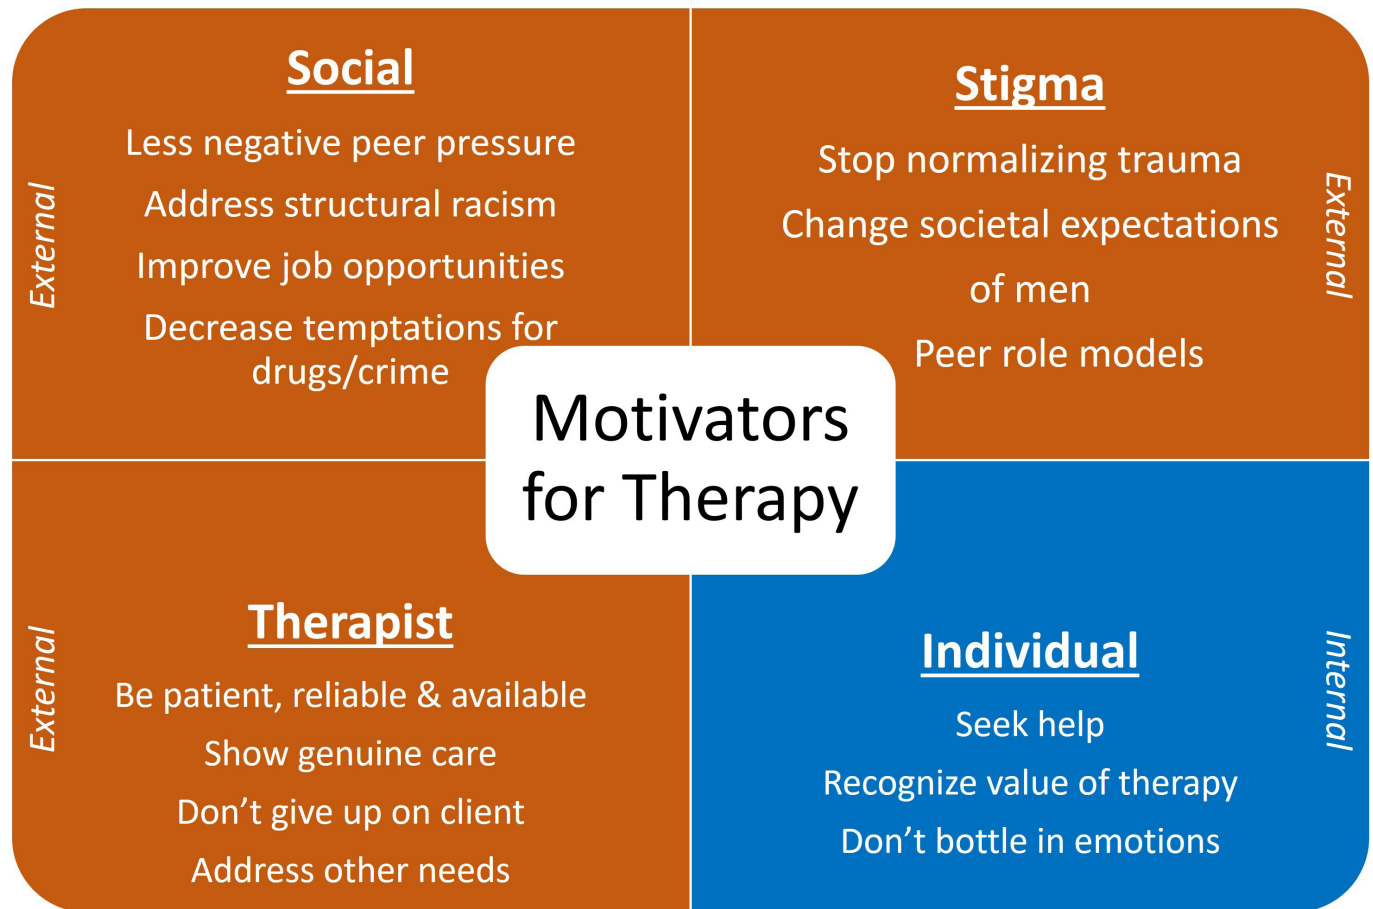 Social
Less negative peer pressure
Address structural racism
Improve job opportunities
Decrease temptations for
drugs/crime
External
Stigma
Stop normalizing trauma
Change societal expectations
of men
Peer role models
External
Motivators
for Therapy
Therapist
Be patient, reliable & available
Show genuine care
Don’t give up on client
Address other needs
External
Individual
Seek help
Recognize value of therapy
Don’t bottle in emotions
Internal